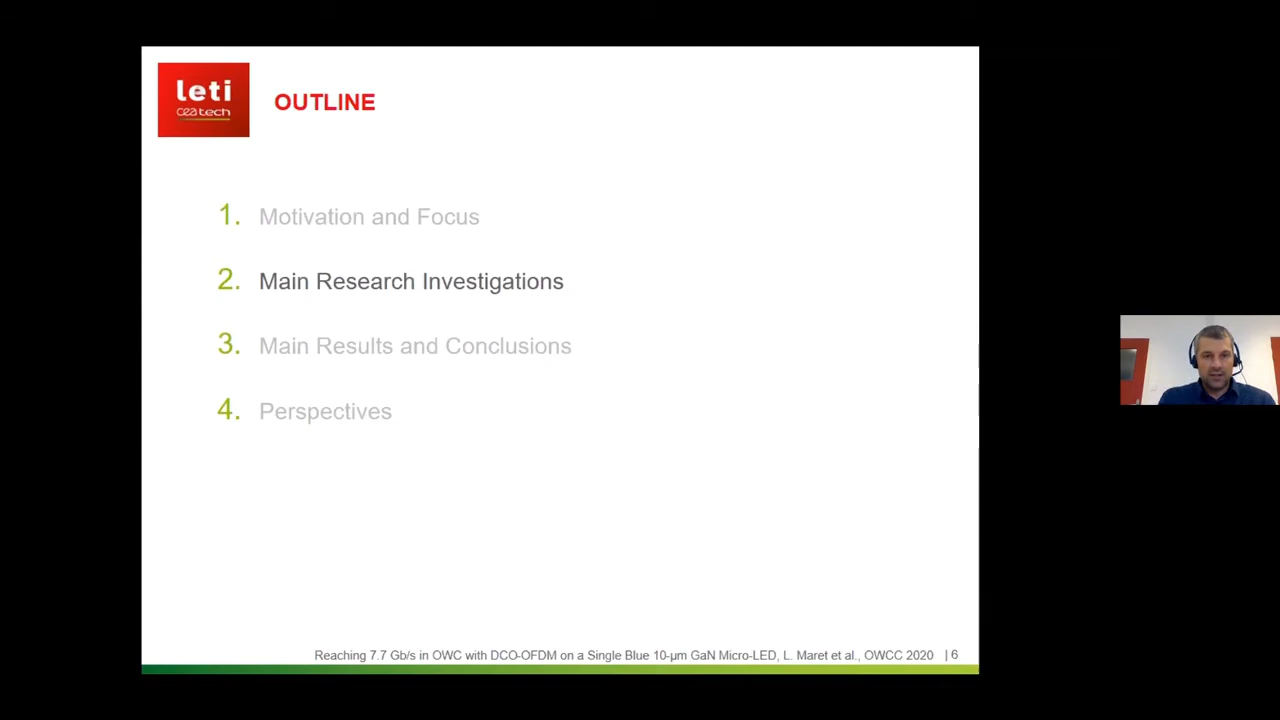 leti
cea tech
OUTLINE
1. Motivation and Focus
2. Main Research Investigations
3. Main Results and Conclusions
4. Perspectives
Reaching 7.7 Gb/s in OWC with DCO-OFDM on a Single Blue 10-µm GaN Micro-LED, L. Maret et al., OWCC 2020 | 6